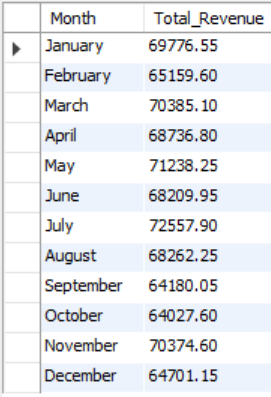 Month Total_Revenue
January 69776.55
February 65159.60
March 70385.10
April 68736.80
May 71238.25
June 68209.95
July 72557.90
August 68262.25
September 64180.05
October 64027.60
November 70374.60
December 64701.15